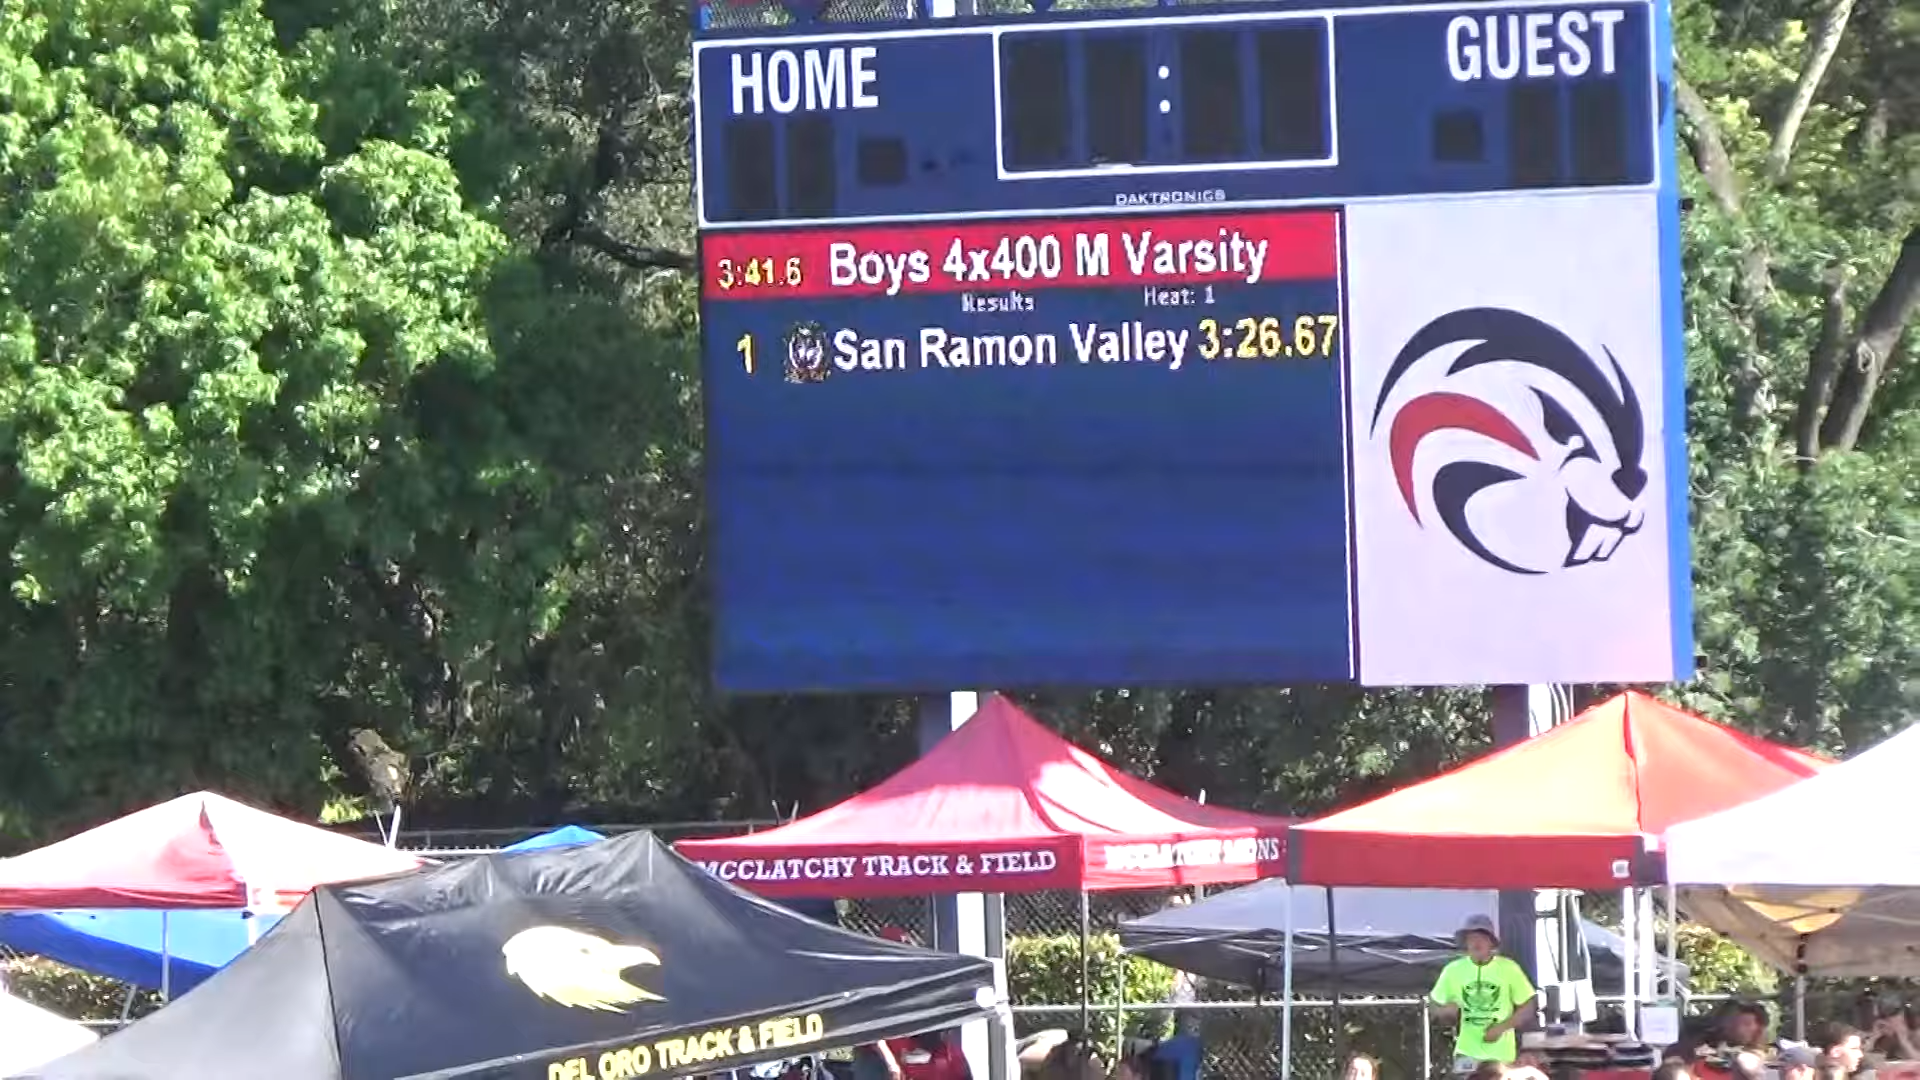 HOME
GUEST
:
DAKTRONICS
3:41.6 Boys 4x400 M Varsity
Results Heat: 1
1 San Ramon Valley 3:26.67
MCCLATCHY TRACK & FIELD
DEL ORO TRACK & FIELD